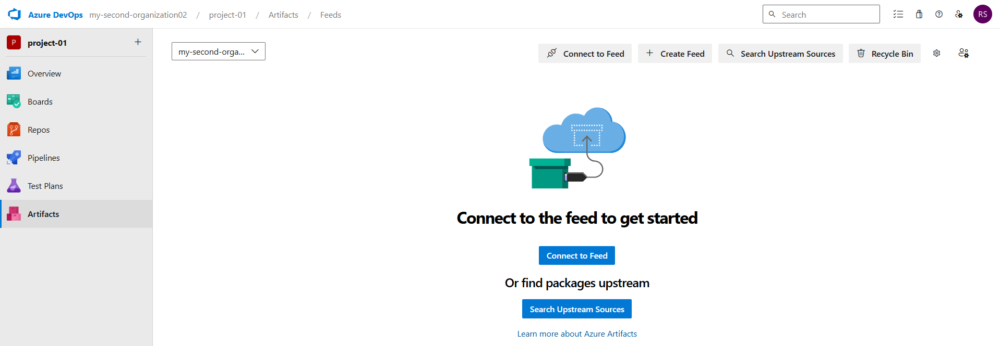 Azure DevOps my-second-organization02 / project-01 / Artifacts / Feeds Search RS
P project-01 +
my-second-orga... Connect to Feed + Create Feed Search Upstream Sources Recycle Bin
Overview
Boards
Repos
Pipelines
Test Plans
Artifacts
Connect to the feed to get started
Connect to Feed
Or find packages upstream
Search Upstream Sources
Learn more about Azure Artifacts